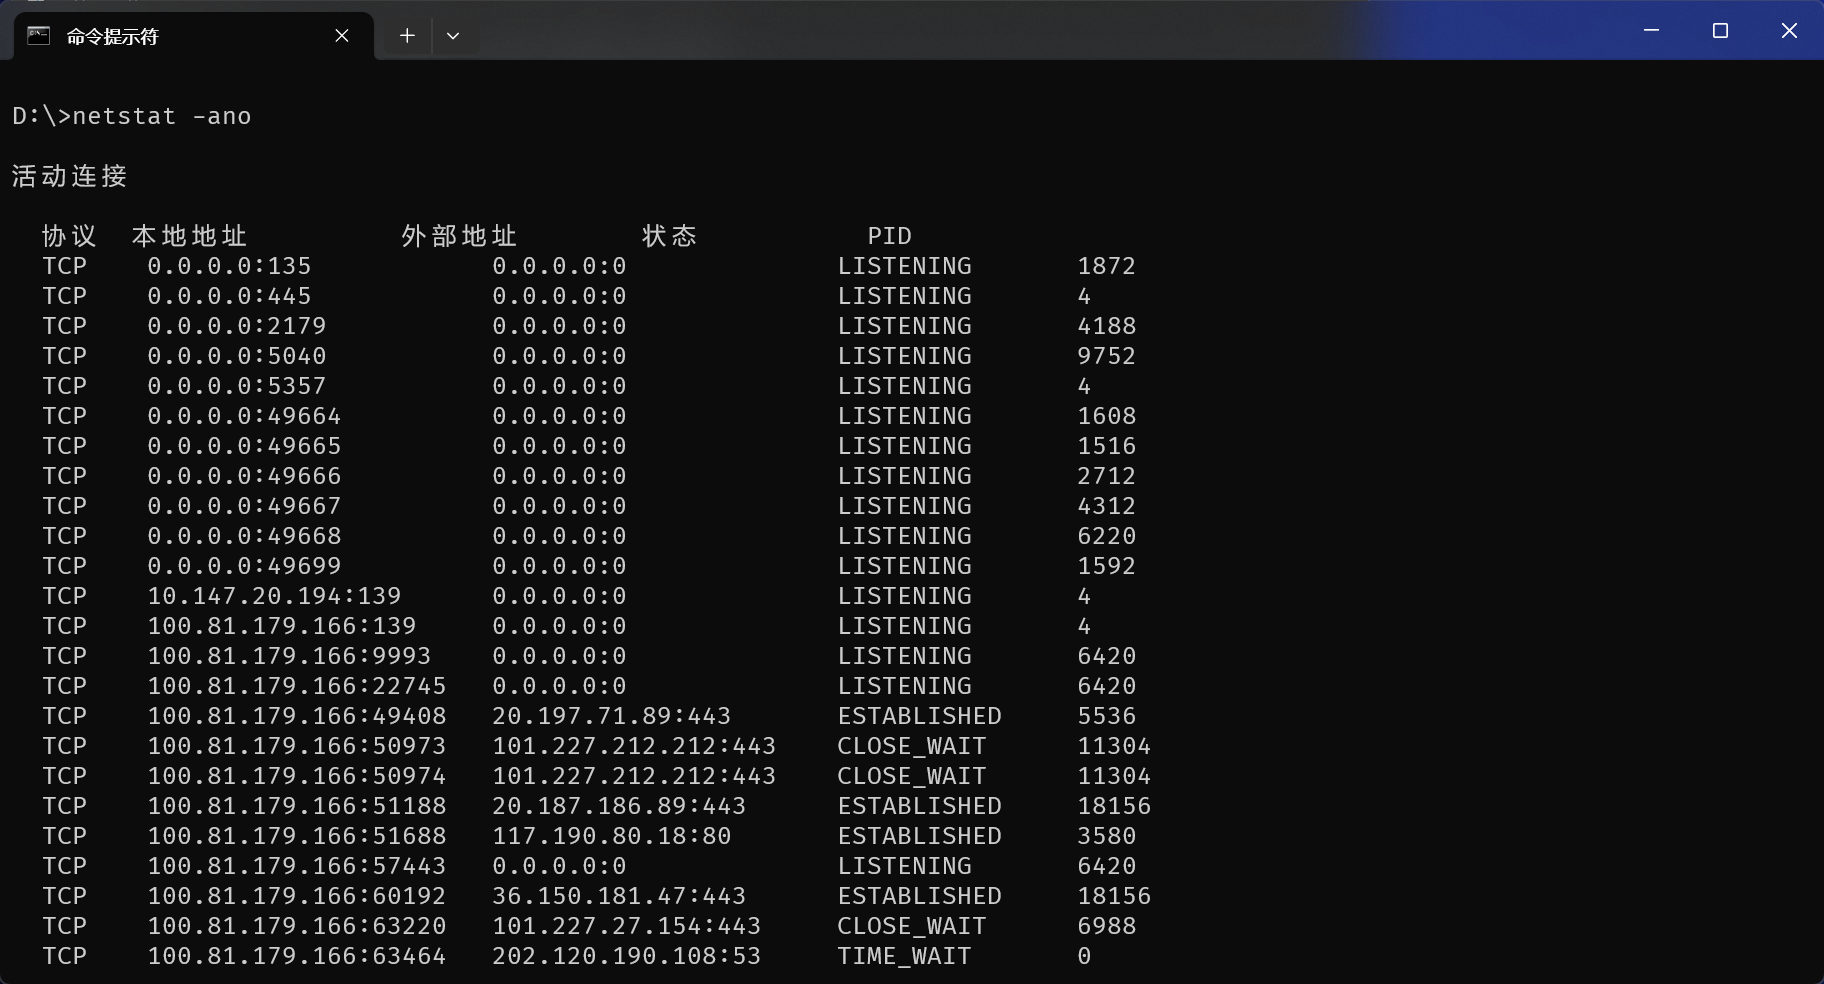 命令提示符
D:\>netstat -ano
活动连接
协议 本地地址 外部地址 状态 PID
TCP 0.0.0.0:135 0.0.0.0:0 LISTENING 1872
TCP 0.0.0.0:445 0.0.0.0:0 LISTENING 4
TCP 0.0.0.0:2179 0.0.0.0:0 LISTENING 4188
TCP 0.0.0.0:5040 0.0.0.0:0 LISTENING 9752
TCP 0.0.0.0:5357 0.0.0.0:0 LISTENING 4
TCP 0.0.0.0:49664 0.0.0.0:0 LISTENING 1608
TCP 0.0.0.0:49665 0.0.0.0:0 LISTENING 1516
TCP 0.0.0.0:49666 0.0.0.0:0 LISTENING 2712
TCP 0.0.0.0:49667 0.0.0.0:0 LISTENING 4312
TCP 0.0.0.0:49668 0.0.0.0:0 LISTENING 6220
TCP 0.0.0.0:49699 0.0.0.0:0 LISTENING 1592
TCP 10.147.20.194:139 0.0.0.0:0 LISTENING 4
TCP 100.81.179.166:139 0.0.0.0:0 LISTENING 4
TCP 100.81.179.166:9993 0.0.0.0:0 LISTENING 6420
TCP 100.81.179.166:22745 0.0.0.0:0 LISTENING 6420
TCP 100.81.179.166:49408 20.197.71.89:443 ESTABLISHED 5536
TCP 100.81.179.166:50973 101.227.212.212:443 CLOSE_WAIT 11304
TCP 100.81.179.166:50974 101.227.212.212:443 CLOSE_WAIT 11304
TCP 100.81.179.166:51188 20.187.186.89:443 ESTABLISHED 18156
TCP 100.81.179.166:51688 117.190.80.18:80 ESTABLISHED 3580
TCP 100.81.179.166:57443 0.0.0.0:0 LISTENING 6420
TCP 100.81.179.166:60192 36.150.181.47:443 ESTABLISHED 18156
TCP 100.81.179.166:63220 101.227.27.154:443 CLOSE_WAIT 6988
TCP 100.81.179.166:63464 202.120.190.108:53 TIME_WAIT 0